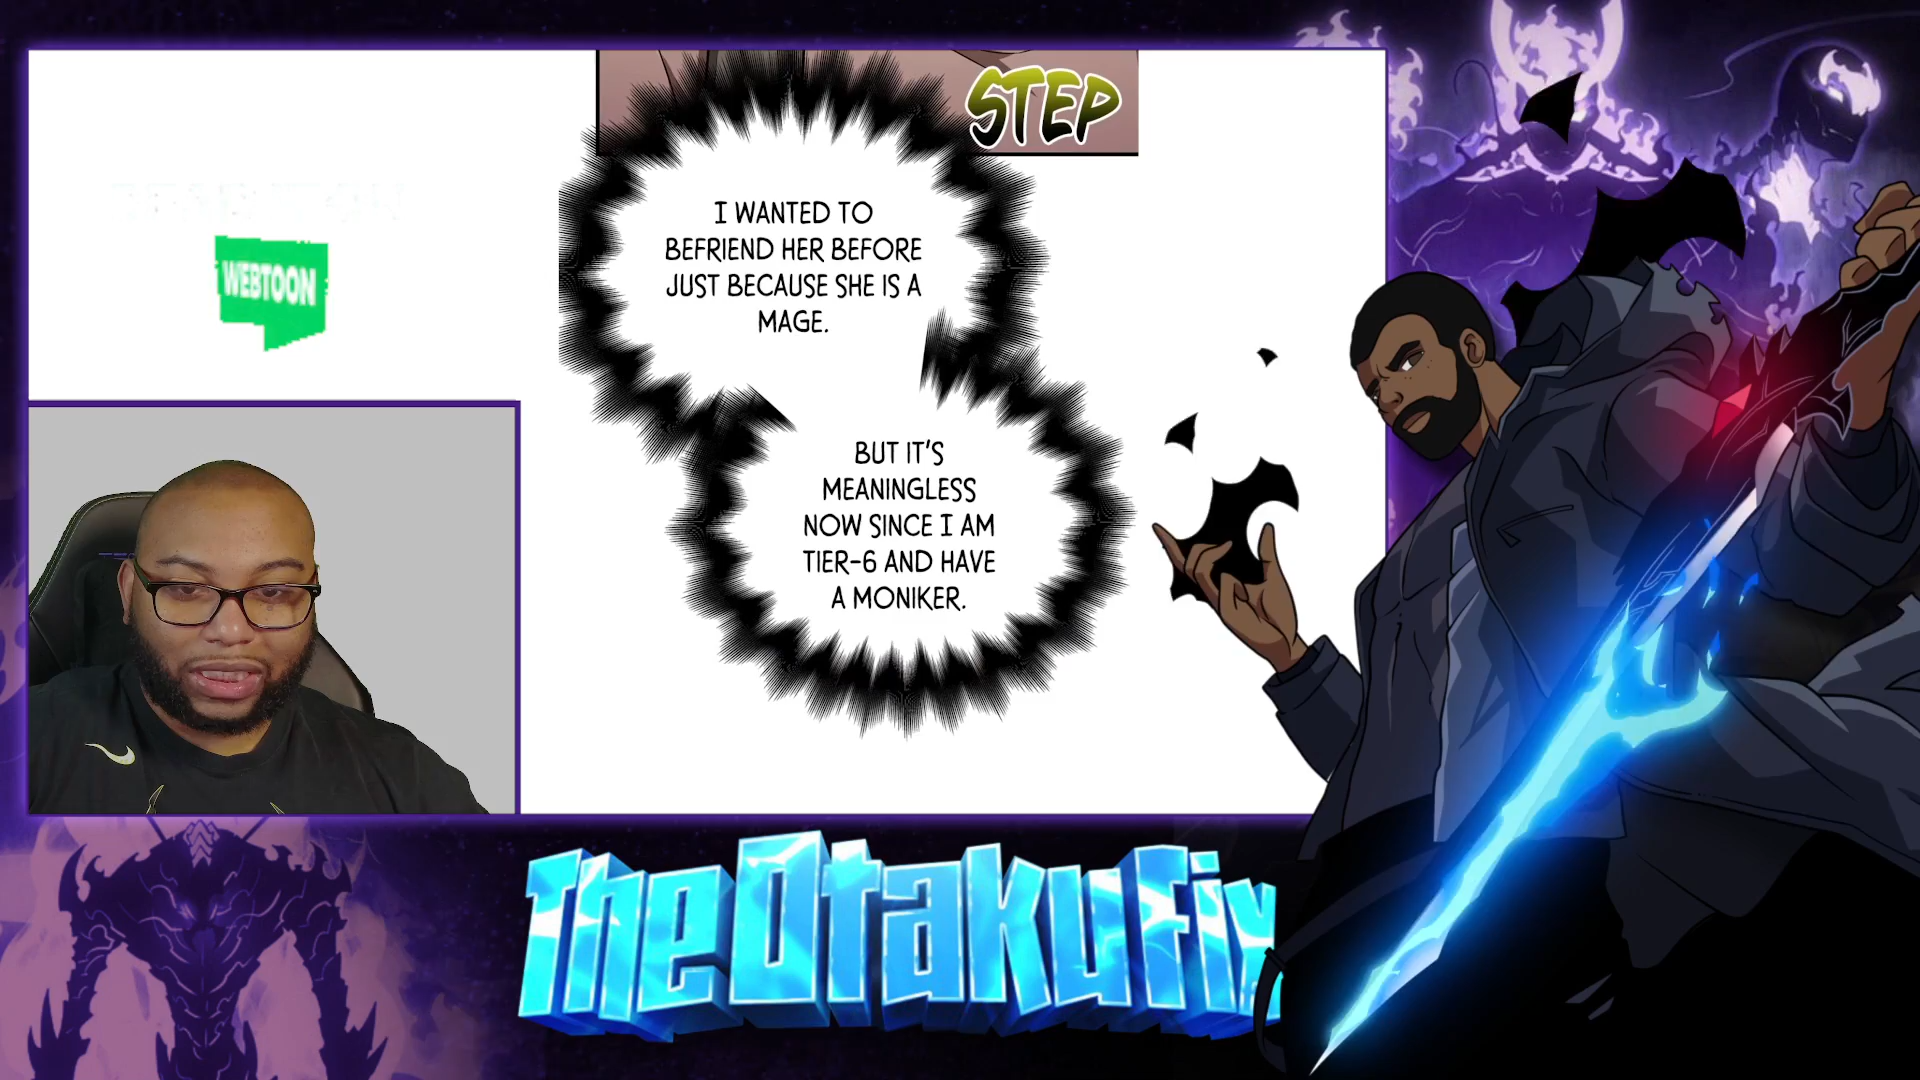 STEP
WEBTOON
I WANTED TO
BEFRIEND HER BEFORE
JUST BECAUSE SHE IS A
MAGE.
BUT IT'S
MEANINGLESS
NOW SINCE I AM
TIER-6 AND HAVE
A MONIKER.
TheOtakuFix